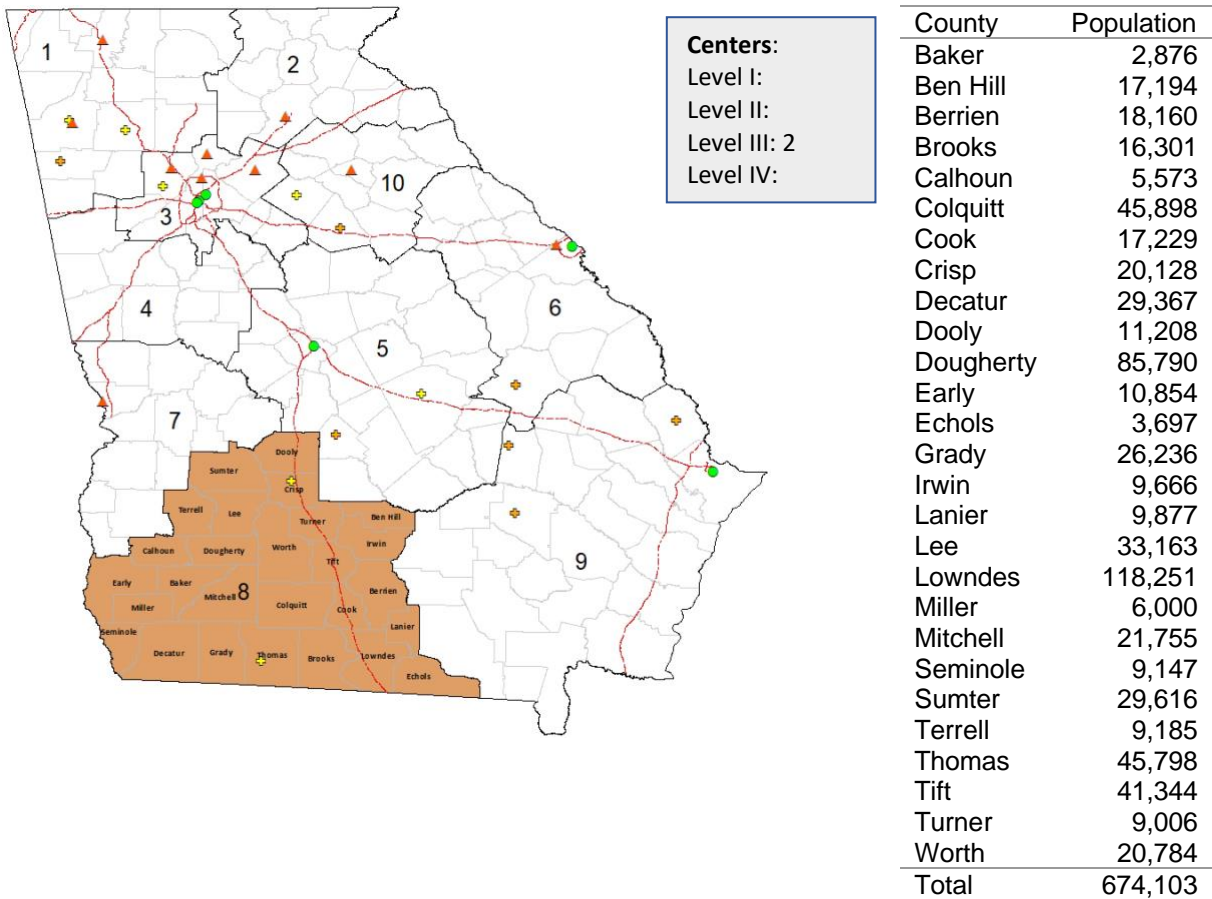 1
2
10
3
4
5
6
7
8
9
Dooly
Sumter
Crisp
Terrell
Lee
Turner
Ben Hill
Calhoun
Dougherty
Worth
Irwin
Tift
Early
Baker
Mitchell
Berrien
Miller
Colquitt
Cook
Lanier
Seminole
Decatur
Grady
Thomas
Brooks
Lowndes
Echols
Centers:
Level I:
Level II:
Level III: 2
Level IV:
County Population
Baker 2,876
Ben Hill 17,194
Berrien 18,160
Brooks 16,301
Calhoun 5,573
Colquitt 45,898
Cook 17,229
Crisp 20,128
Decatur 29,367
Dooly 11,208
Dougherty 85,790
Early 10,854
Echols 3,697
Grady 26,236
Irwin 9,666
Lanier 9,877
Lee 33,163
Lowndes 118,251
Miller 6,000
Mitchell 21,755
Seminole 9,147
Sumter 29,616
Terrell 9,185
Thomas 45,798
Tift 41,344
Turner 9,006
Worth 20,784
Total 674,103